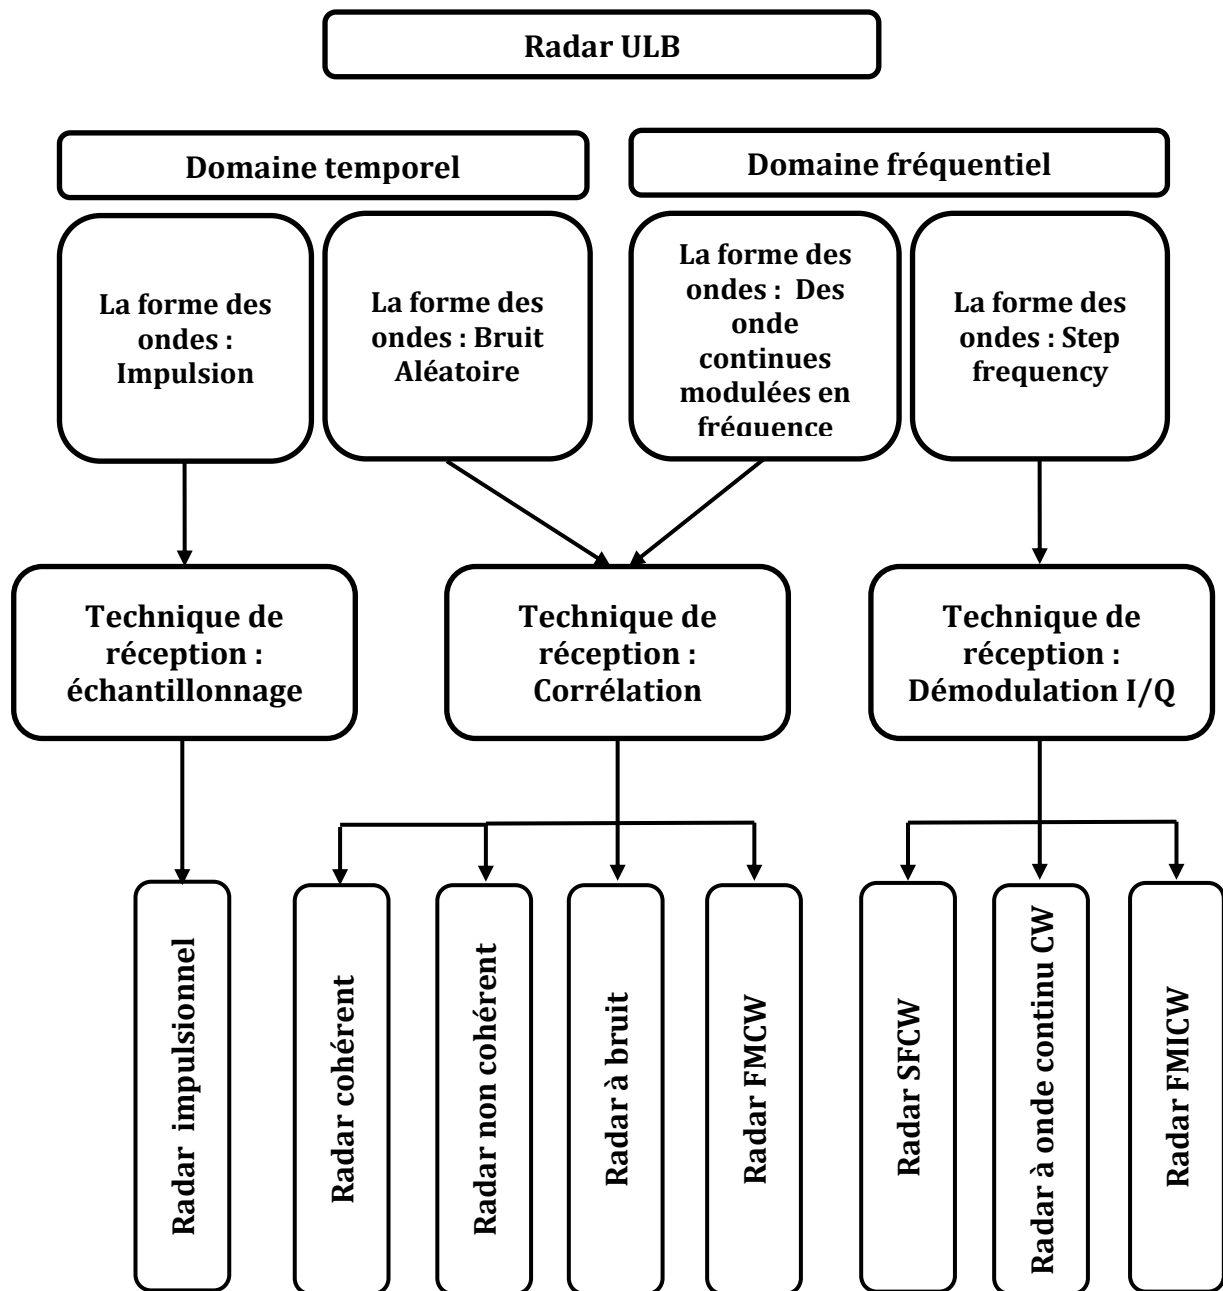 Radar ULB
Domaine temporel
Domaine fréquentiel
La forme des
ondes :
Impulsion
La forme des
ondes : Bruit
Aléatoire
La forme des
ondes : Des
onde
continues
modulées en
fréquence
La forme des
ondes : Step
frequency
Technique de
réception :
échantillonnage
Technique de
réception :
Corrélation
Technique de
réception :
Démodulation I/Q
Radar impulsionnel
Radar cohérent
Radar non cohérent
Radar à bruit
Radar FMCW
Radar SFCW
Radar à onde continu CW
Radar FMICW